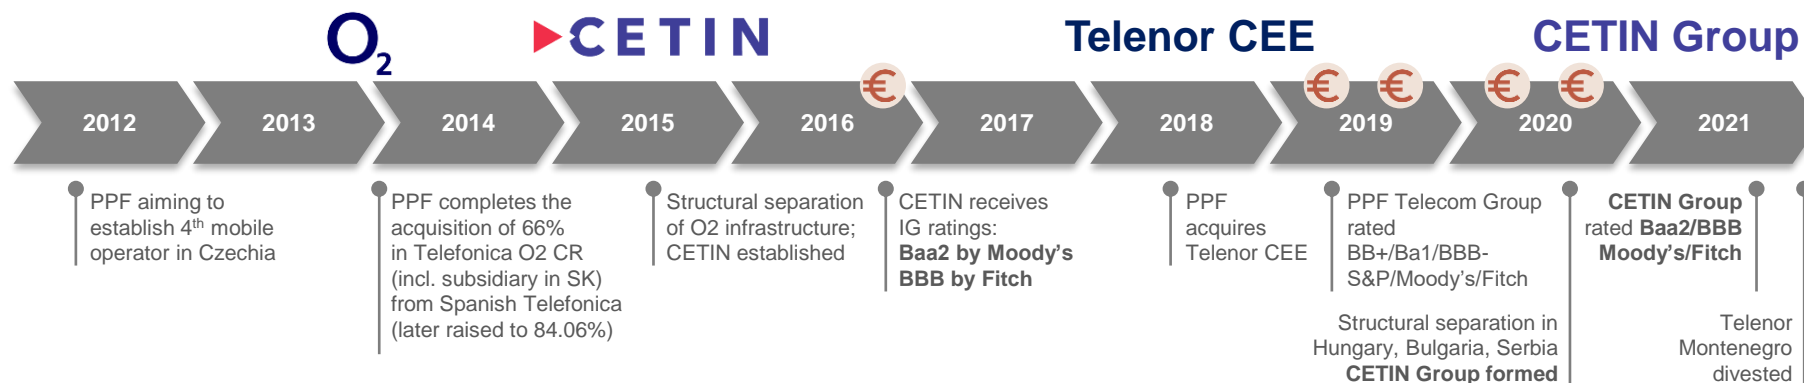 O2 CETIN Telenor CEE CETIN Group
€ € € € €
2012 2013 2014 2015 2016 2017 2018 2019 2020 2021
PPF aiming to
establish 4th mobile
operator in Czechia
PPF completes the
acquisition of 66%
in Telefonica O2 CR
(incl. subsidiary in SK)
from Spanish Telefonica
(later raised to 84.06%)
Structural separation
of O2 infrastructure;
CETIN established
CETIN receives
IG ratings:
Baa2 by Moody's
BBB by Fitch
PPF
acquires
Telenor CEE
PPF Telecom Group
rated
BB+/Ba1/BBB-
S&P/Moody's/Fitch
Structural separation in
Hungary, Bulgaria, Serbia
CETIN Group formed
CETIN Group
rated Baa2/BBB
Moody's/Fitch
Telenor
Montenegro
divested